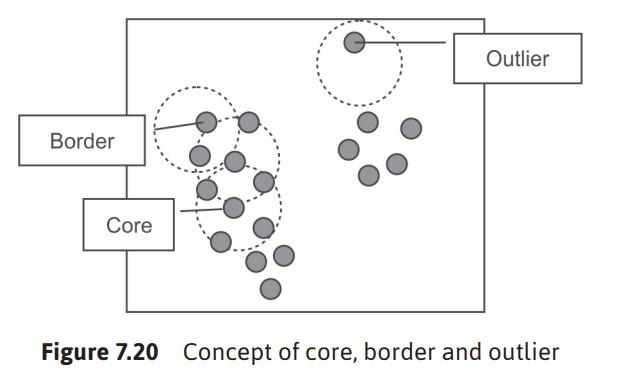 Outlier
Border
Core
Figure 7.20 Concept of core, border and outlier